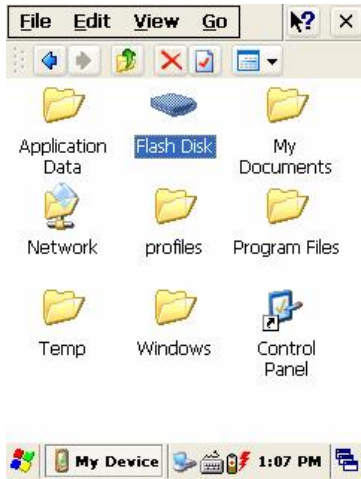 File Edit View Go ?
Application Data
Flash Disk
My Documents
Network
profiles
Program Files
Temp
Windows
Control Panel
My Device 1:07 PM